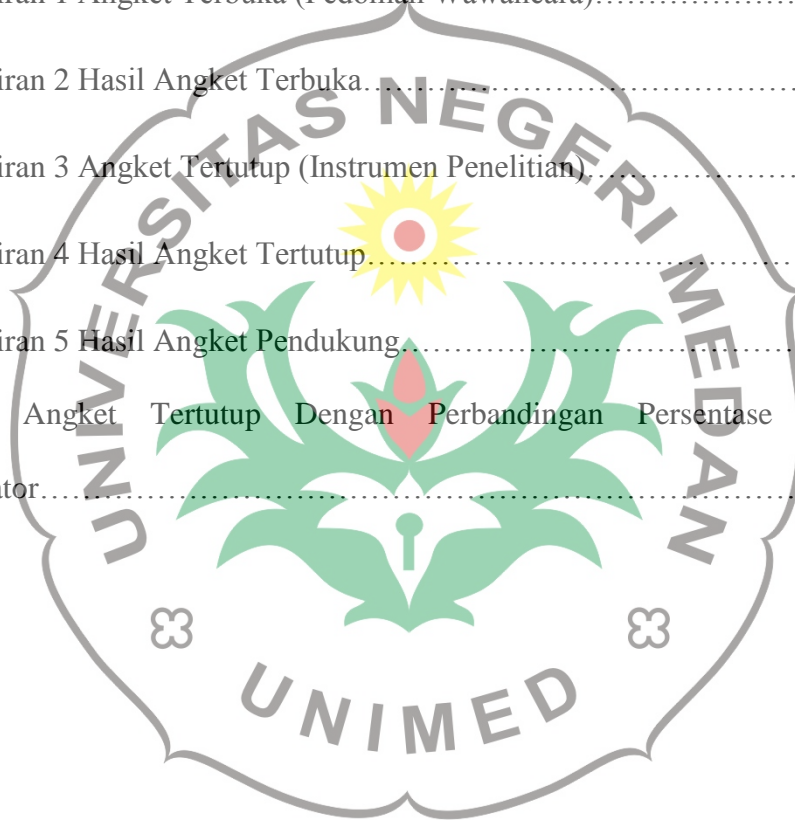 iran 1 Angket Terbuka (Pedoman Wawancara)……………………
iran 2 Hasil Angket Terbuka……………………………………………
iran 3 Angket Tertutup (Instrumen Penelitian)……………………
iran 4 Hasil Angket Tertutup……………………………………………
iran 5 Hasil Angket Pendukung…………………………………………
Angket Tertutup Dengan Perbandingan Persentase
ator…………………………………………………………………………
UNIVERSITAS NEGERI MEDAN
UNIMED